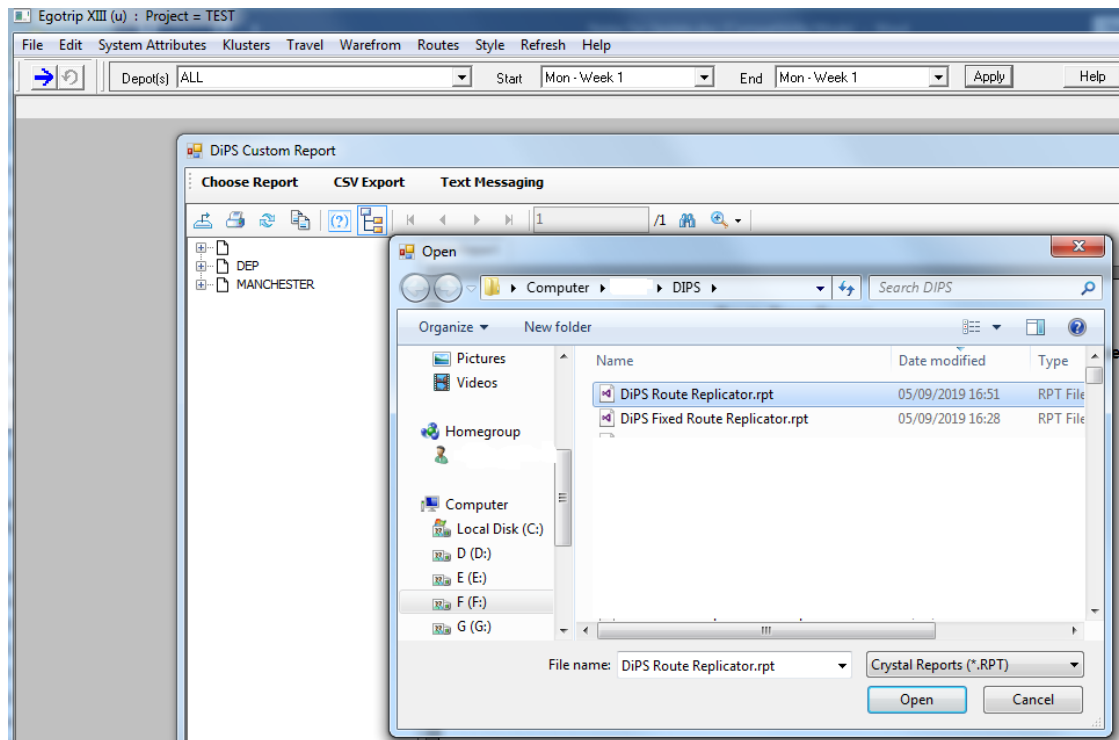 Egotrip XIII (u) : Project = TEST
File Edit System Attributes Klusters Travel Warefrom Routes Style Refresh Help
Depot(s) ALL Start Mon - Week 1 End Mon - Week 1 Apply Help
DiPS Custom Report
Choose Report CSV Export Text Messaging
1 /1
DEP
MANCHESTER
Open
Computer DIPS Search DIPS
Organize New folder
Pictures
Videos
Homegroup
Computer
Local Disk (C:)
D (D:)
E (E:)
F (F:)
G (G:)
Name Date modified Type
DiPS Route Replicator.rpt 05/09/2019 16:51 RPT File
DiPS Fixed Route Replicator.rpt 05/09/2019 16:28 RPT File
File name: DiPS Route Replicator.rpt Crystal Reports (*.RPT)
Open Cancel